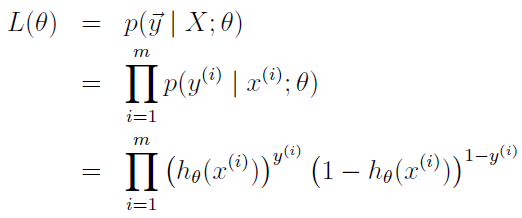 L(θ) = p(y⃗ | X; θ)
= ∏_{i=1}^{m} p(y^{(i)} | x^{(i)}; θ)
= ∏_{i=1}^{m} (h_θ(x^{(i)}))^{y^{(i)}} (1 − h_θ(x^{(i)}))^{1−y^{(i)}}